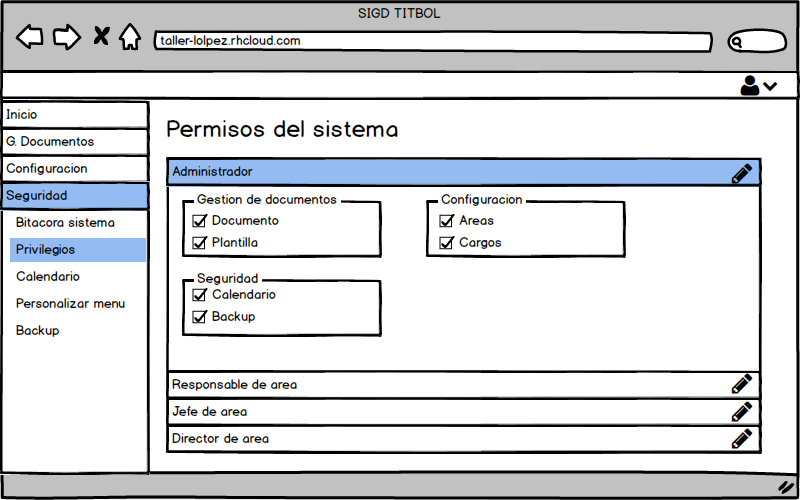 SIGD TITBOL
taller-lolpez.rhcloud.com
Inicio
G. Documentos
Configuracion
Seguridad
Bitacora sistema
Privilegios
Calendario
Personalizar menu
Backup
Permisos del sistema
Administrador
Gestion de documentos
Documento
Plantilla
Configuracion
Areas
Cargos
Seguridad
Calendario
Backup
Responsable de area
Jefe de area
Director de area